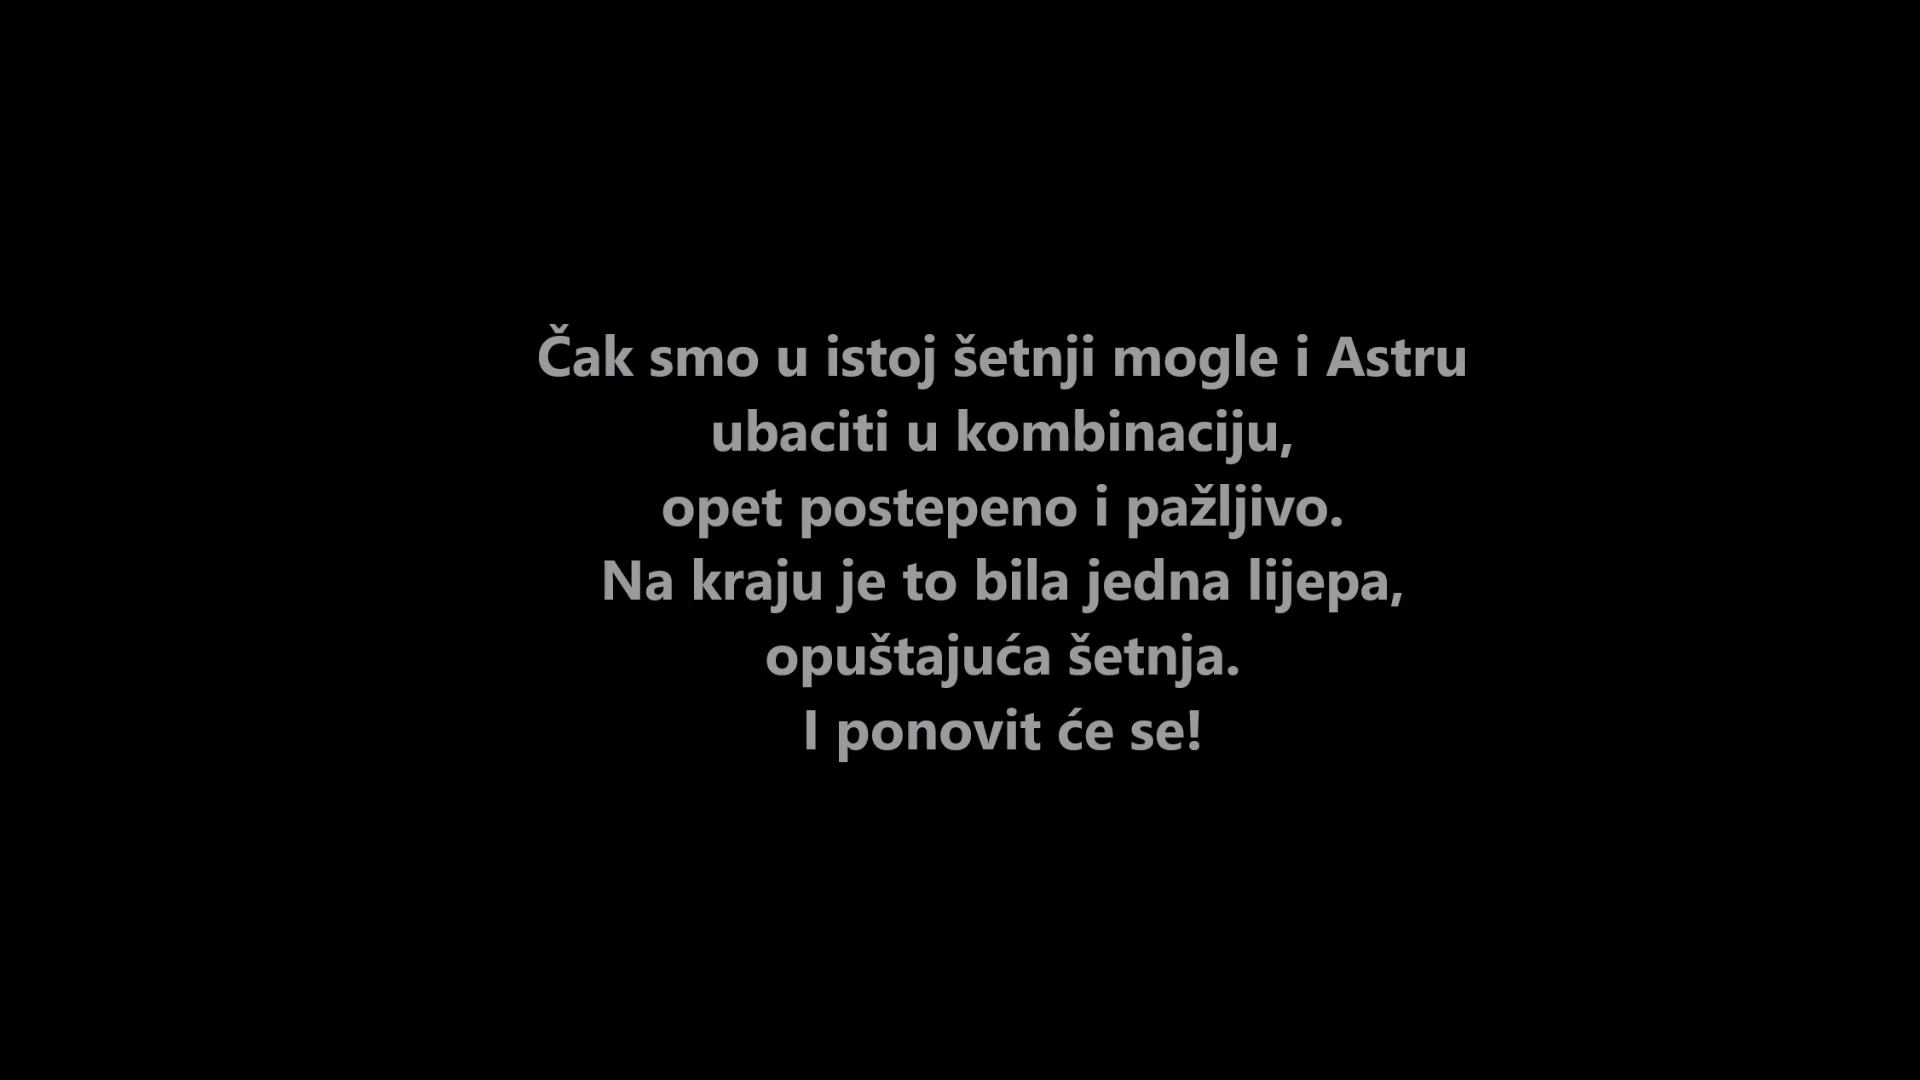 Čak smo u istoj šetnji mogle i Astru
ubaciti u kombinaciju,
opet postepeno i pažljivo.
Na kraju je to bila jedna lijepa,
opuštajuća šetnja.
I ponovit će se!